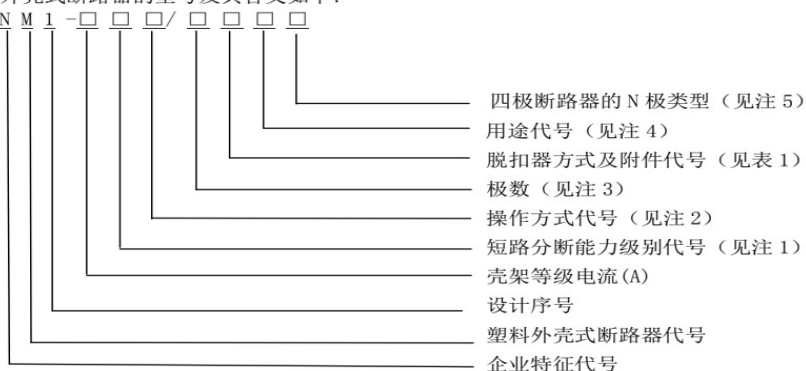 外壳式断路器的型号及其含义如下:
N M 1 -□ □ □/ □ □ □ □
四极断路器的 N 极类型（见注 5）
用途代号（见注 4）
脱扣器方式及附件代号（见表 1）
极数（见注 3）
操作方式代号（见注 2）
短路分断能力级别代号（见注 1）
壳架等级电流(A)
设计序号
塑料外壳式断路器代号
企业特征代号